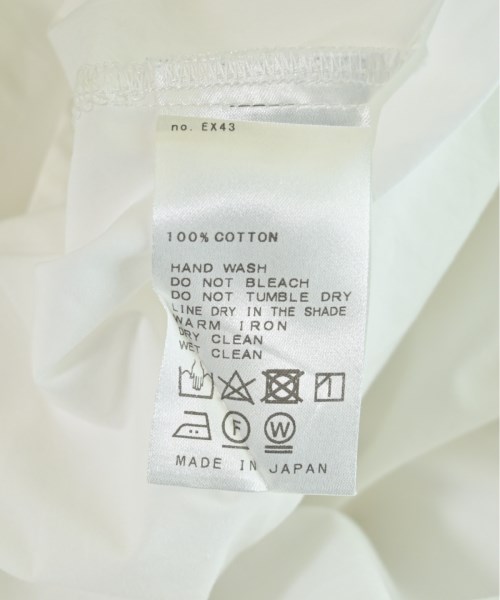 no. EX43
100% COTTON
HAND WASH
DO NOT BLEACH
DO NOT TUMBLE DRY
LINE DRY IN THE SHADE
WARM IRON
DRY CLEAN
WET CLEAN
F W
MADE IN JAPAN